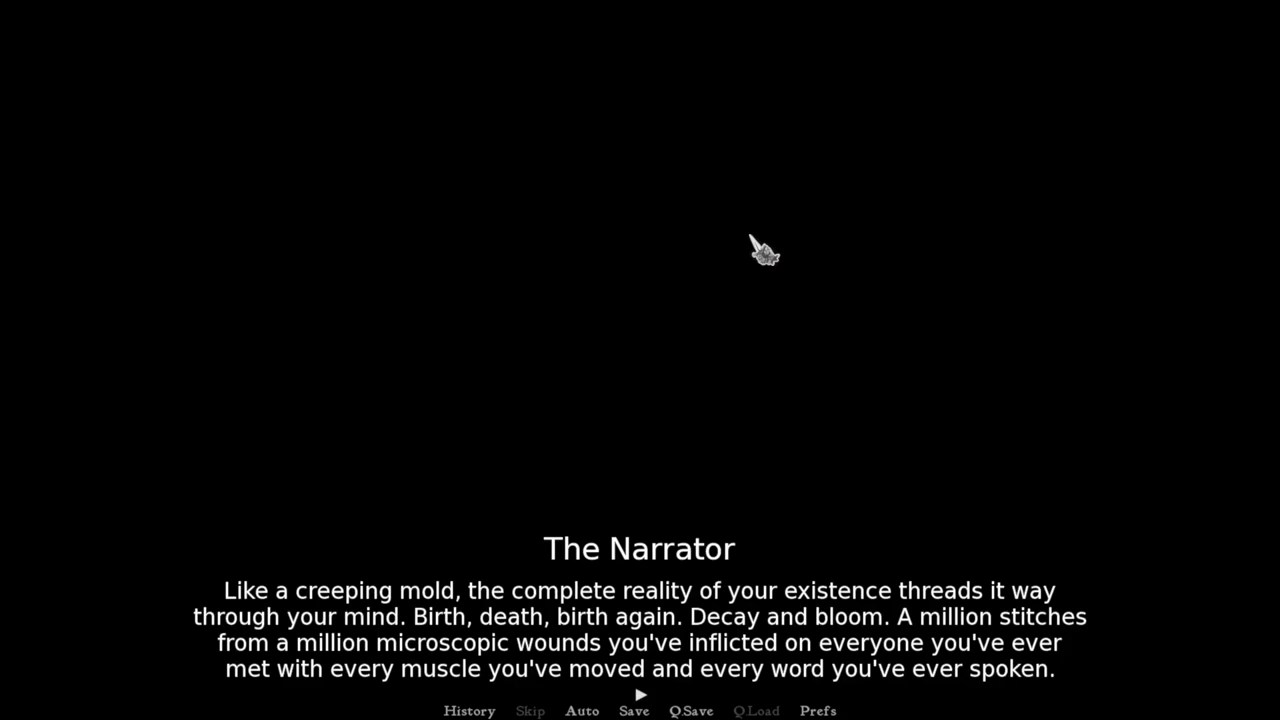 The Narrator
Like a creeping mold, the complete reality of your existence threads it way
through your mind. Birth, death, birth again. Decay and bloom. A million stitches
from a million microscopic wounds you've inflicted on everyone you've ever
met with every muscle you've moved and every word you've ever spoken.
History Skip Auto Save Q.Save Q.Load Prefs